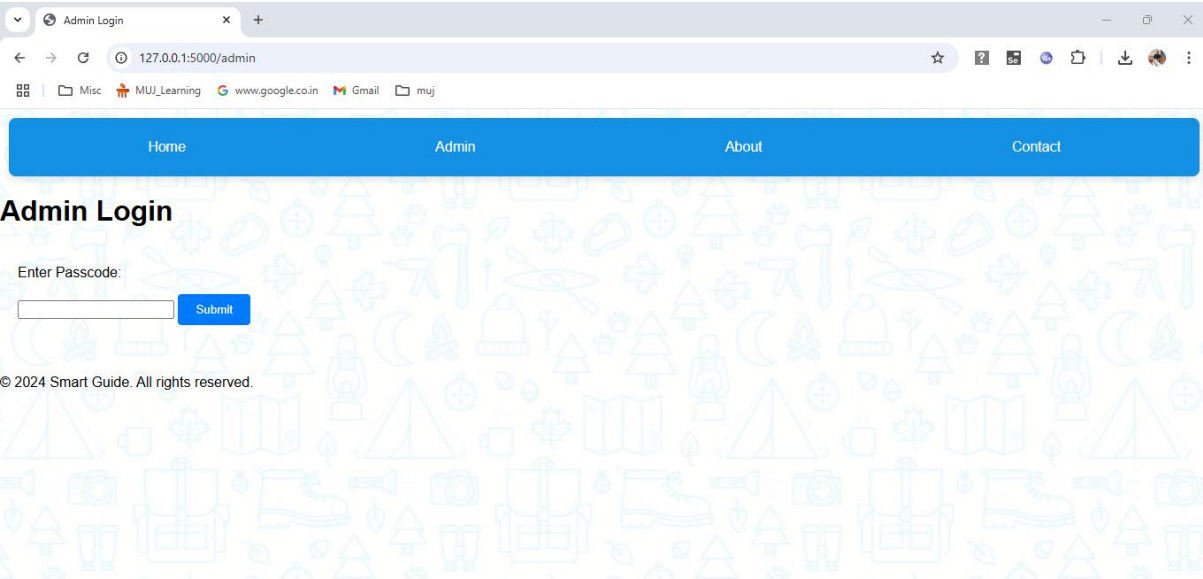 Admin Login
127.0.0.1:5000/admin
Misc MUJ_Learning www.google.co.in Gmail muj
Home Admin About Contact
Admin Login
Enter Passcode:
Submit
© 2024 Smart Guide. All rights reserved.